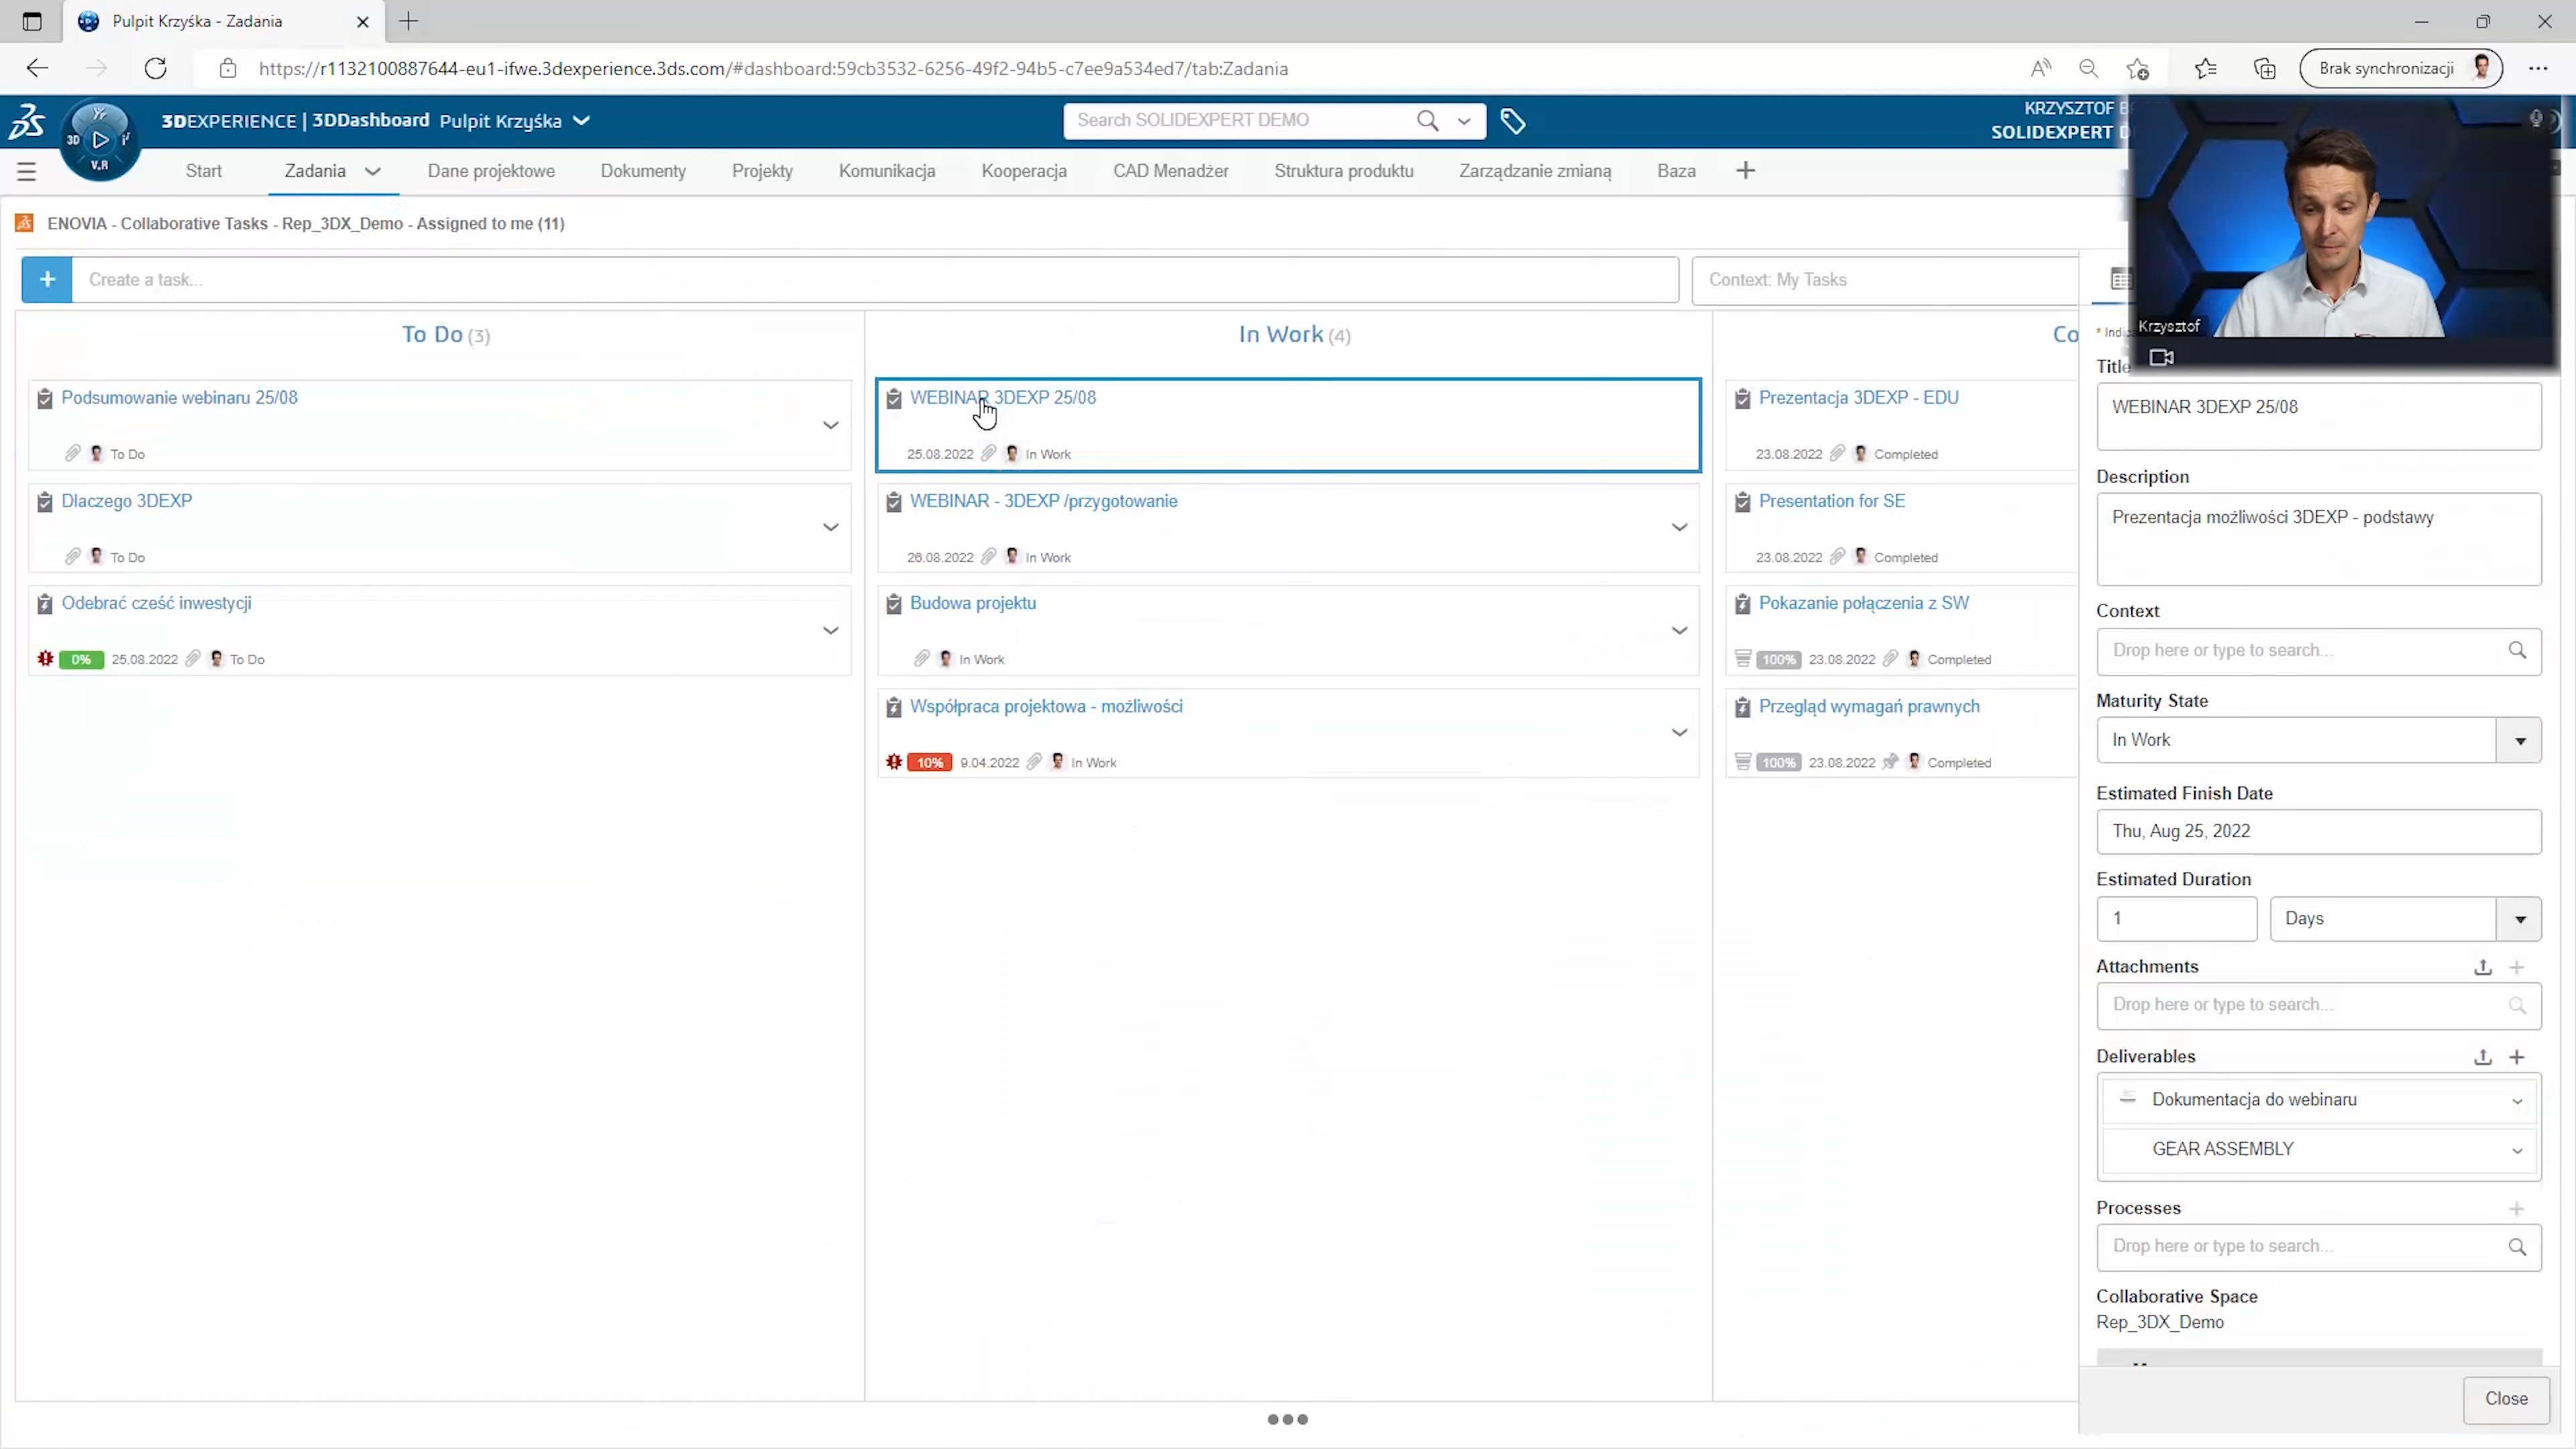 Pulpit Krzyśka - Zadania
https://r1132100887644-eu1-ifwe.3dexperience.3ds.com/#dashboard:59cb3532-6256-49f2-94b5-c7ee9a534ed7/tab:Zadania
Brak synchronizacji
3DEXPERIENCE | 3DDashboard Pulpit Krzyśka
Search SOLIDEXPERT DEMO
KRZYSZTOF
SOLIDEXPERT
3D
V.R
Start
Zadania
Dane projektowe
Dokumenty
Projekty
Komunikacja
Kooperacja
CAD Menadżer
Struktura produktu
Zarządzanie zmianą
Baza
ENOVIA - Collaborative Tasks - Rep_3DX_Demo - Assigned to me (11)
Create a task...
Context: My Tasks
To Do (3)
Podsumowanie webinaru 25/08
To Do
Dlaczego 3DEXP
To Do
Odebrać cześć inwestycji
0% 25.08.2022 To Do
In Work (4)
WEBINAR 3DEXP 25/08
25.08.2022 In Work
WEBINAR - 3DEXP /przygotowanie
26.08.2022 In Work
Budowa projektu
In Work
Współpraca projektowa - możliwości
10% 9.04.2022 In Work
Co
Prezentacja 3DEXP - EDU
23.08.2022 Completed
Presentation for SE
23.08.2022 Completed
Pokazanie połączenia z SW
100% 23.08.2022 Completed
Przegląd wymagań prawnych
100% 23.08.2022 Completed
Krzysztof
* Indic
Title
WEBINAR 3DEXP 25/08
Description
Prezentacja możliwości 3DEXP - podstawy
Context
Drop here or type to search...
Maturity State
In Work
Estimated Finish Date
Thu, Aug 25, 2022
Estimated Duration
1 Days
Attachments
Drop here or type to search...
Deliverables
Dokumentacja do webinaru
GEAR ASSEMBLY
Processes
Drop here or type to search...
Collaborative Space
Rep_3DX_Demo
Close